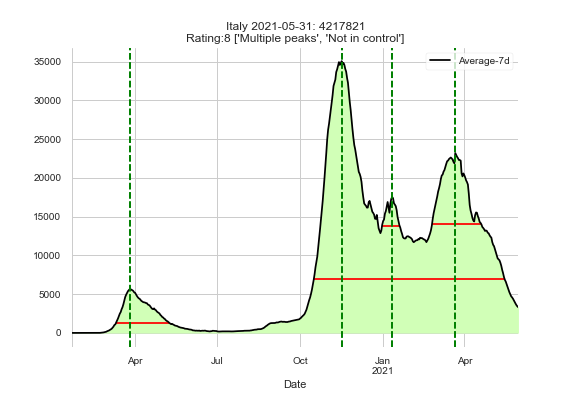 Italy 2021-05-31: 4217821
Rating:8 ['Multiple peaks', 'Not in control']
Average-7d
35000
30000
25000
20000
15000
10000
5000
0
Apr
Jul
Oct
Jan
2021
Apr
Date